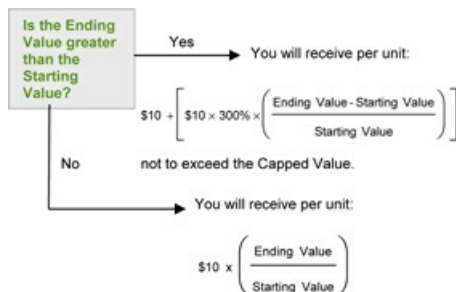 Is the Ending
Value greater
than the
Starting
Value?
Yes
You will receive per unit:
$10 + [ $10 × 300% × ( Ending Value - Starting Value
Starting Value ) ]
No
not to exceed the Capped Value.
You will receive per unit:
$10 x ( Ending Value
Starting Value )